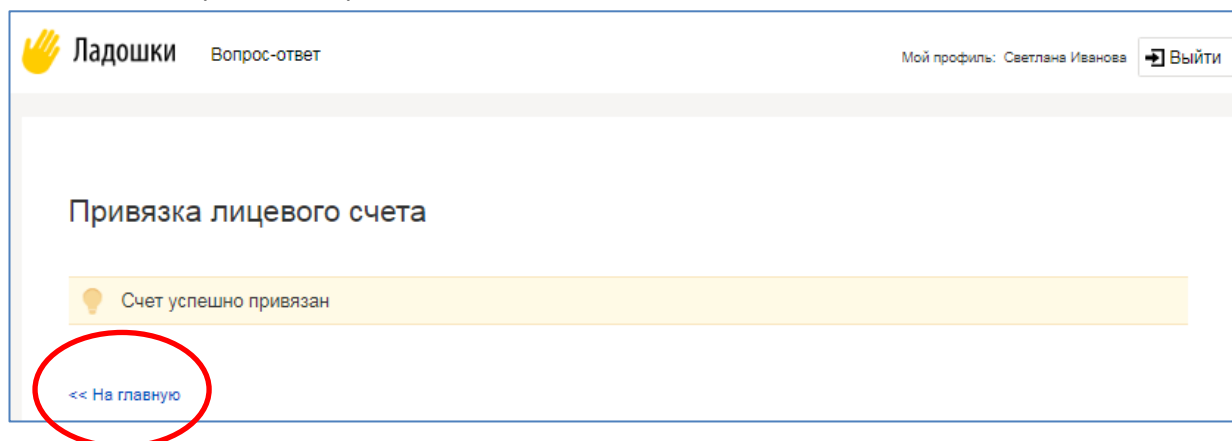 Ладошки Вопрос-ответ Мой профиль: Светлана Иванова Выйти
Привязка лицевого счета
Счет успешно привязан
<< На главную